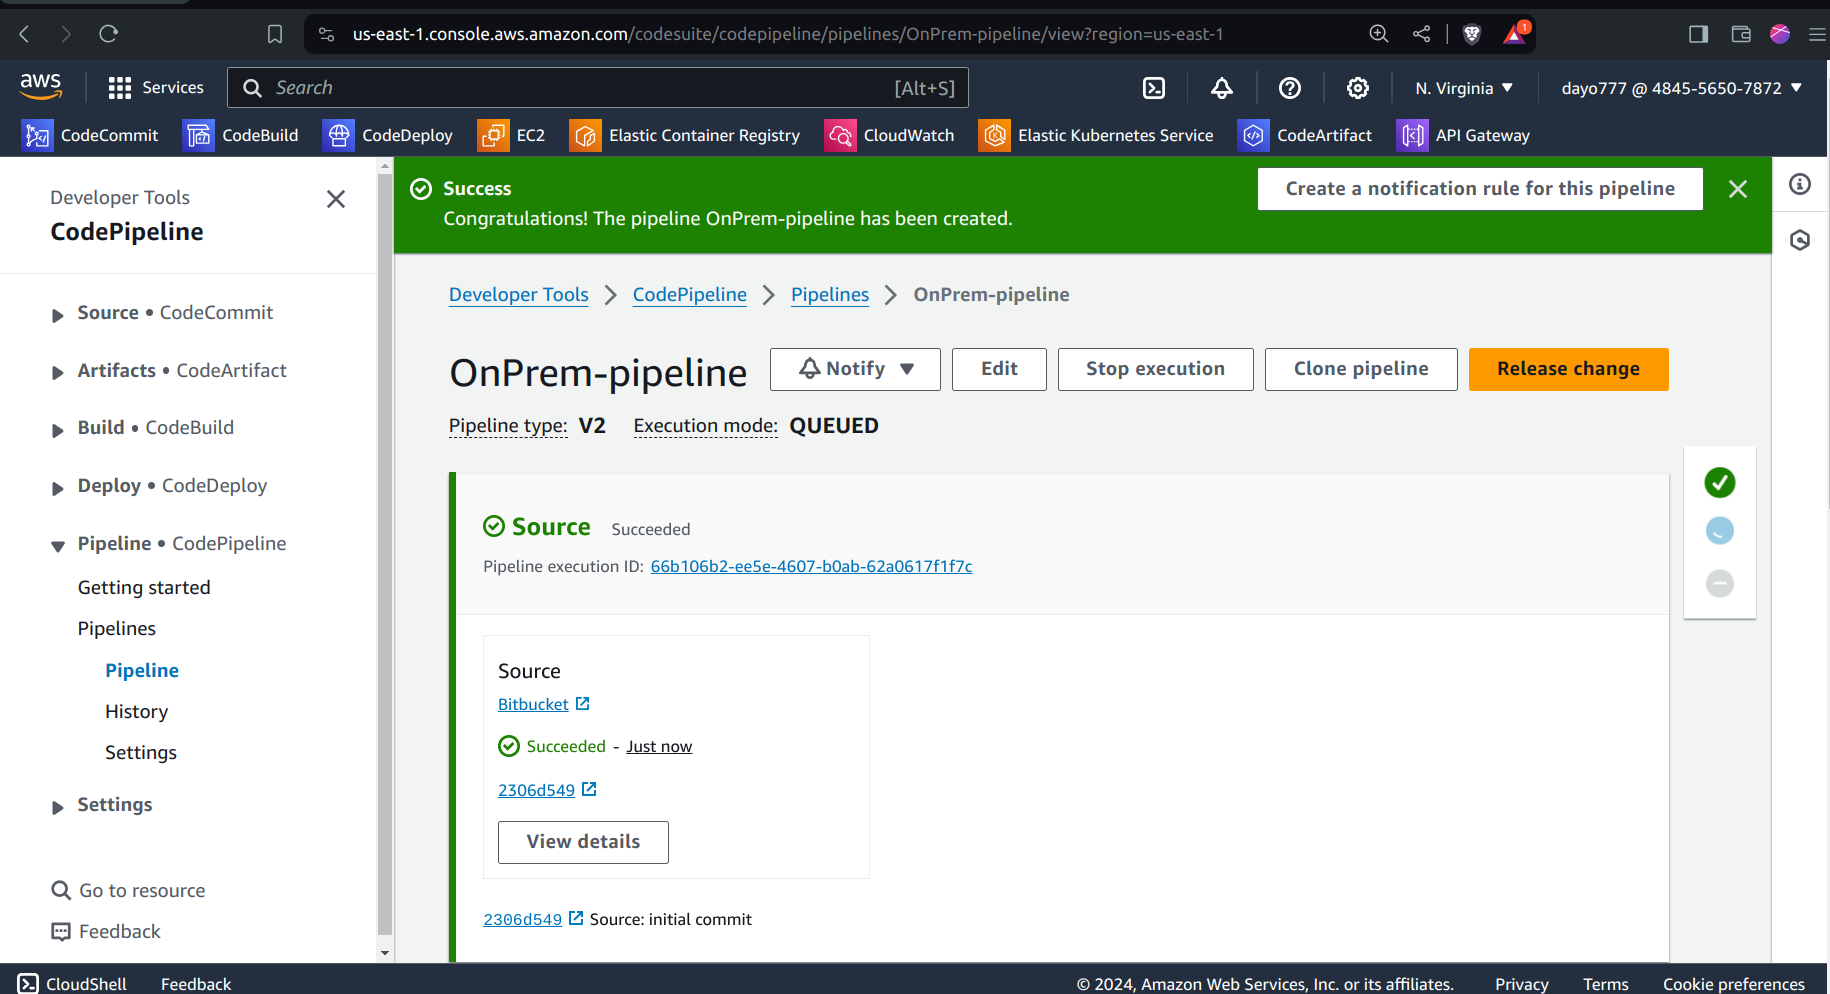 us-east-1.console.aws.amazon.com/codesuite/codepipeline/pipelines/OnPrem-pipeline/view?region=us-east-1
1
aws Services Search [Alt+S] N. Virginia dayo777 @ 4845-5650-7872
CodeCommit CodeBuild CodeDeploy EC2 Elastic Container Registry CloudWatch Elastic Kubernetes Service CodeArtifact API Gateway
Developer Tools
CodePipeline
Source • CodeCommit
Artifacts • CodeArtifact
Build • CodeBuild
Deploy • CodeDeploy
Pipeline • CodePipeline
Getting started
Pipelines
Pipeline
History
Settings
Settings
Go to resource
Feedback
Success
Congratulations! The pipeline OnPrem-pipeline has been created.
Create a notification rule for this pipeline
Developer Tools CodePipeline Pipelines OnPrem-pipeline
OnPrem-pipeline Notify Edit Stop execution Clone pipeline Release change
Pipeline type: V2 Execution mode: QUEUED
Source Succeeded
Pipeline execution ID: 66b106b2-ee5e-4607-b0ab-62a0617f1f7c
Source
Bitbucket
Succeeded - Just now
2306d549
View details
2306d549 Source: initial commit
CloudShell Feedback © 2024, Amazon Web Services, Inc. or its affiliates. Privacy Terms Cookie preferences